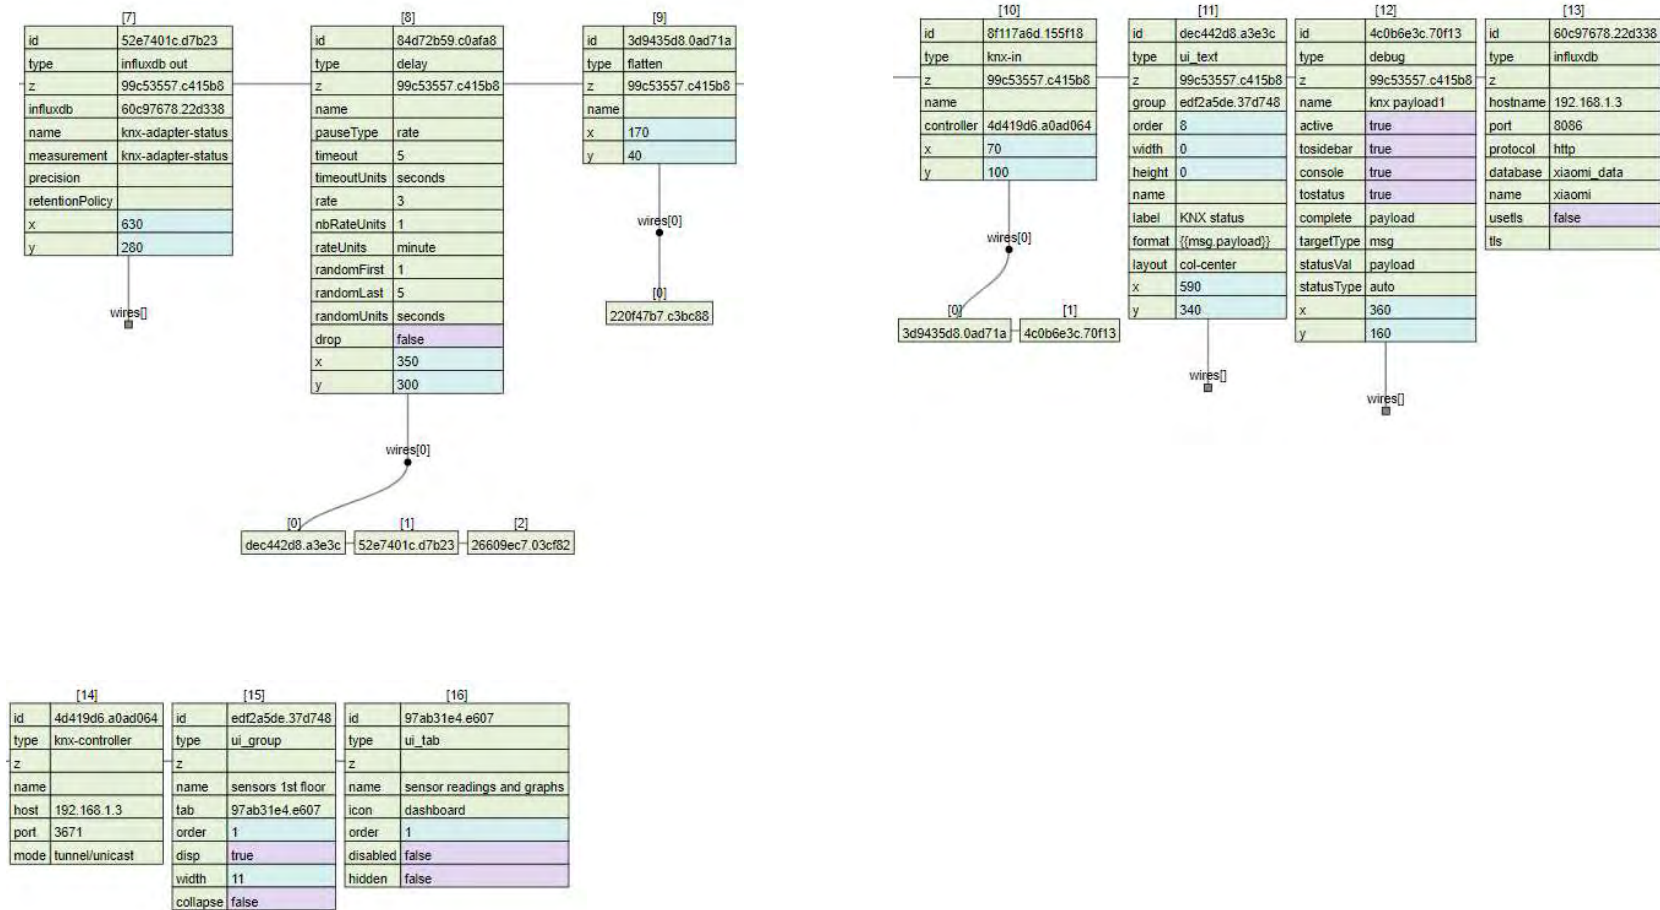 [7]
id 52e7401c.d7b23
type influxdb out
z 99c53557.c415b8
influxdb 60c97678.22d338
name knx-adapter-status
measurement knx-adapter-status
precision
retentionPolicy
x 630
y 280
wires[]
[8]
id 84d72b59.c0afa8
type delay
z 99c53557.c415b8
name
pauseType rate
timeout 5
timeoutUnits seconds
rate 3
nbRateUnits 1
rateUnits minute
randomFirst 1
randomLast 5
randomUnits seconds
drop false
x 350
y 300
wires[0]
[0] [1] [2]
dec442d8.a3e3c 52e7401c.d7b23 26609ec7.03cf82
[9]
id 3d9435d8.0ad71a
type flatten
z 99c53557.c415b8
name
x 170
y 40
wires[0]
[0]
220f47b7.c3bc88
[10]
id 8f117a6d.155f18
type knx-in
z 99c53557.c415b8
name
controller 4d419d6.a0ad064
x 70
y 100
wires[0]
[0] [1]
3d9435d8.0ad71a 4c0b6e3c.70f13
[11]
id dec442d8.a3e3c
type ui_text
z 99c53557.c415b8
group edf2a5de.37d748
order 8
width 0
height 0
name
label KNX status
format {{msg.payload}}
layout col-center
x 590
y 340
wires[]
[12]
id 4c0b6e3c.70f13
type debug
z 99c53557.c415b8
name knx payload1
active true
tosidebar true
console true
tostatus true
complete payload
targetType msg
statusVal payload
statusType auto
x 360
y 160
wires[]
[13]
id 60c97678.22d338
type influxdb
z
hostname 192.168.1.3
port 8086
protocol http
database xiaomi_data
name xiaomi
usetls false
tls
[14]
id 4d419d6.a0ad064
type knx-controller
z
name
host 192.168.1.3
port 3671
mode tunnel/unicast
[15]
id edf2a5de.37d748
type ui_group
z
name sensors 1st floor
tab 97ab31e4.e607
order 1
disp true
width 11
collapse false
[16]
id 97ab31e4.e607
type ui_tab
z
name sensor readings and graphs
icon dashboard
order 1
disabled false
hidden false